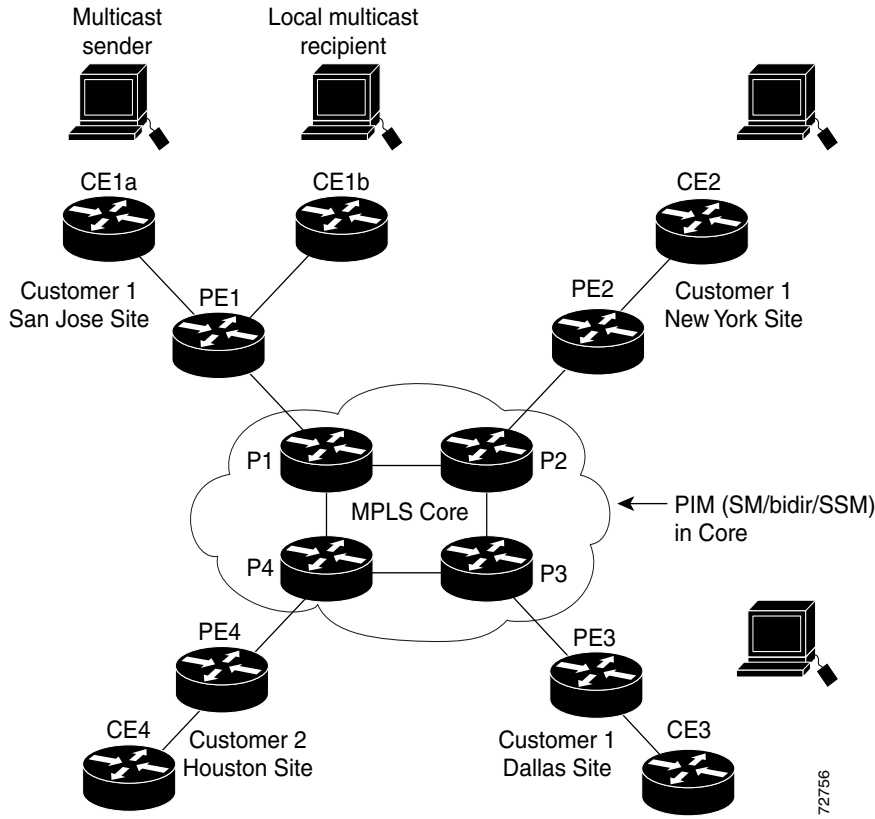 Multicast
sender
Local multicast
recipient
CE1a
CE1b
CE2
Customer 1
San Jose Site
PE1
PE2
Customer 1
New York Site
P1
P2
MPLS Core
PIM (SM/bidir/SSM)
in Core
P4
P3
PE4
PE3
CE4
Customer 2
Houston Site
Customer 1
Dallas Site
CE3
72756